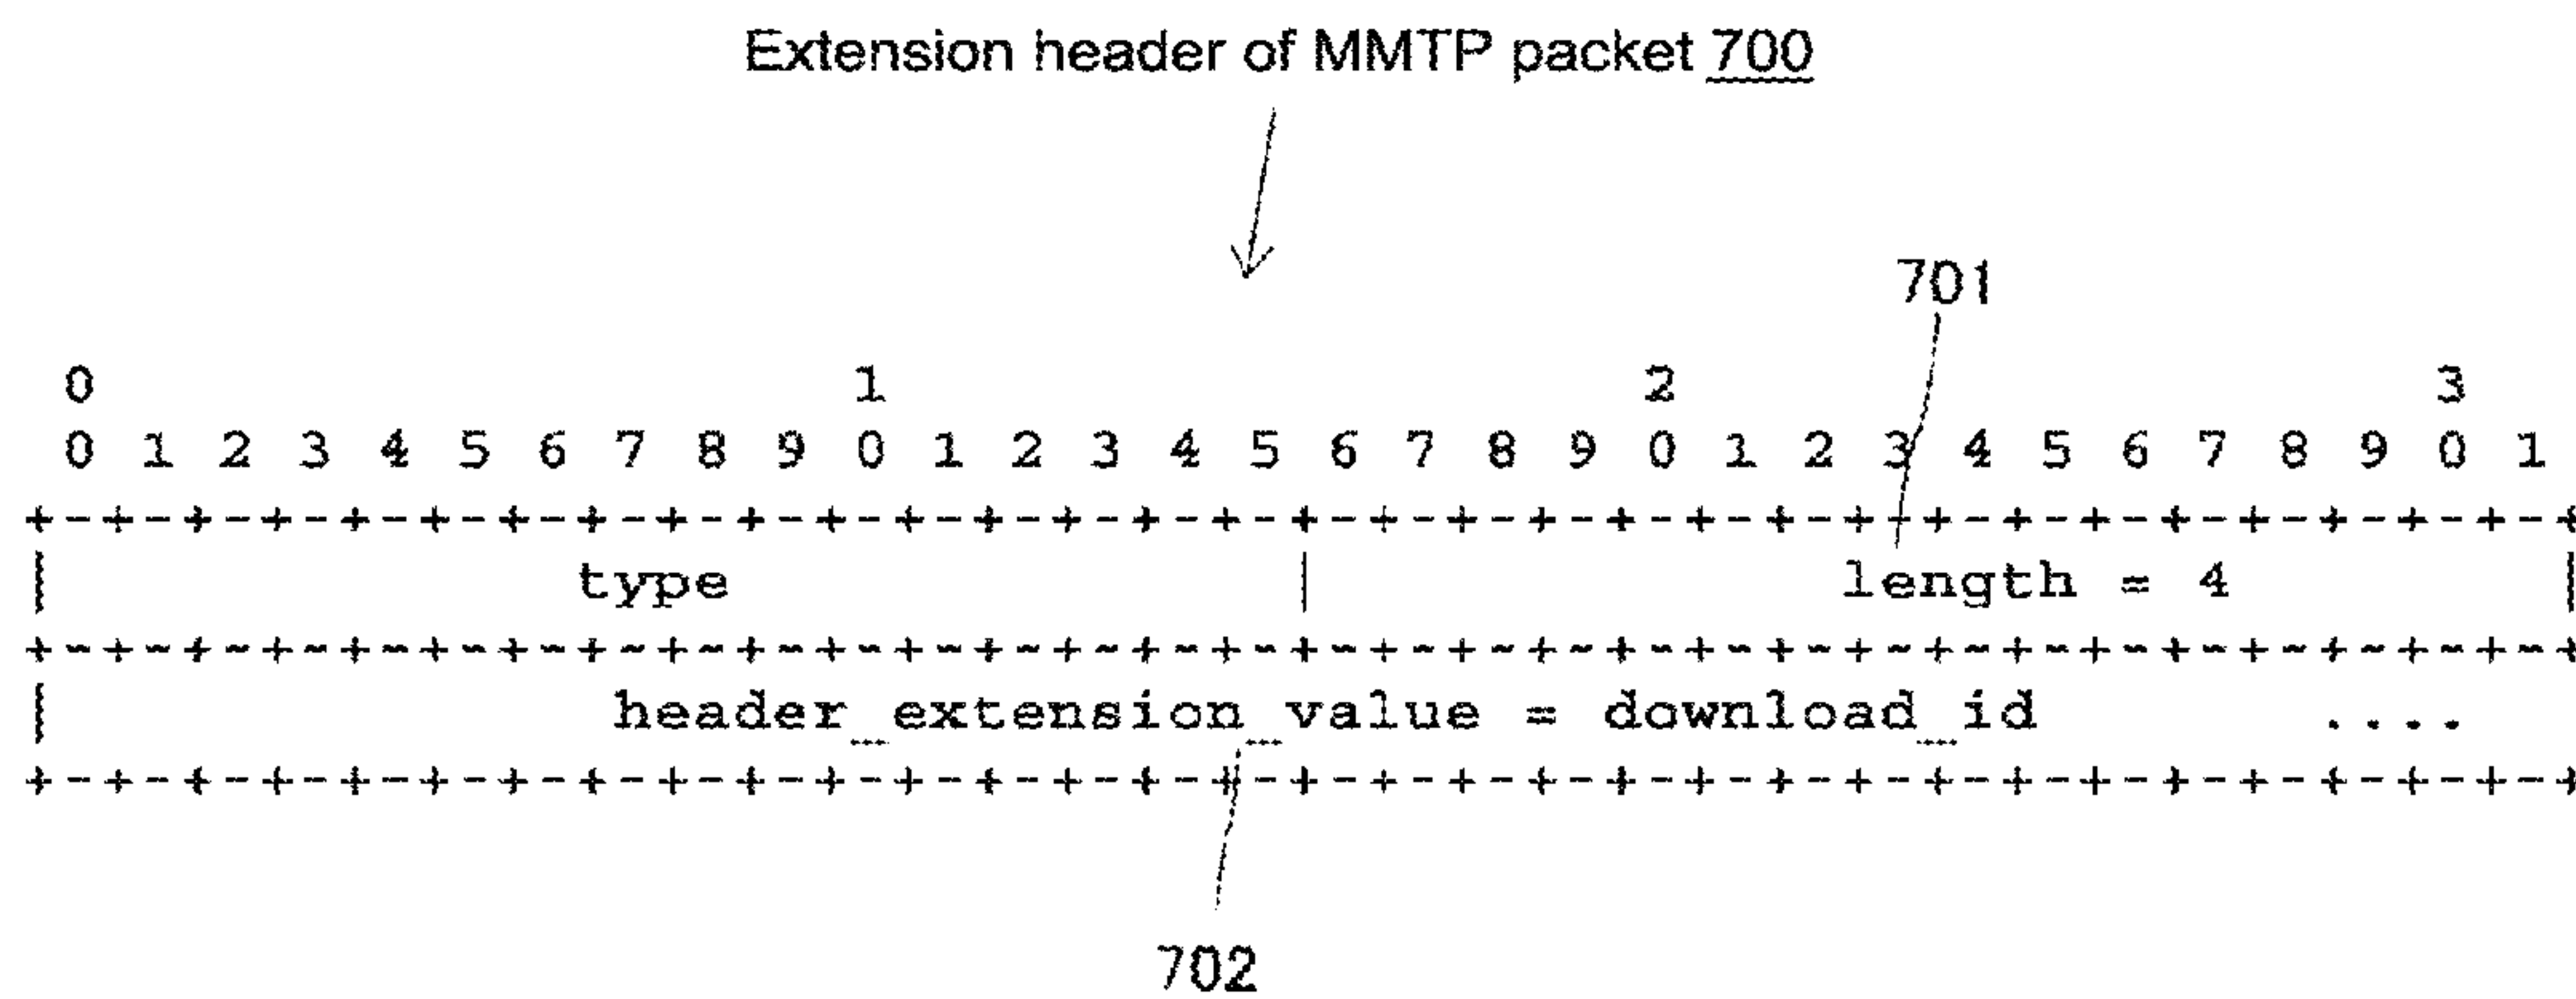 Extension header of MMTP packet 700
701
0 1 2 3
0 1 2 3 4 5 6 7 8 9 0 1 2 3 4 5 6 7 8 9 0 1 2 3 4 5 6 7 8 9 0 1
+-+-+-+-+-+-+-+-+-+-+-+-+-+-+-+-+-+-+-+-+-+-+-+-+-+-+-+-+-+-+-+-+
| type | length = 4 |
+~+~+~+~+~+~+~+~+~+~+~+~+~+~+~+~+~+~+~+~+~+~+~+~+~+~+~+~+~+~+~+~+
| header_extension_value = download_id ....
+-+-+-+-+-+-+-+-+-+-+-+-+-+-+-+-+-+-+-+-+-+-+-+-+-+-+-+-+-+-+-+-+
702